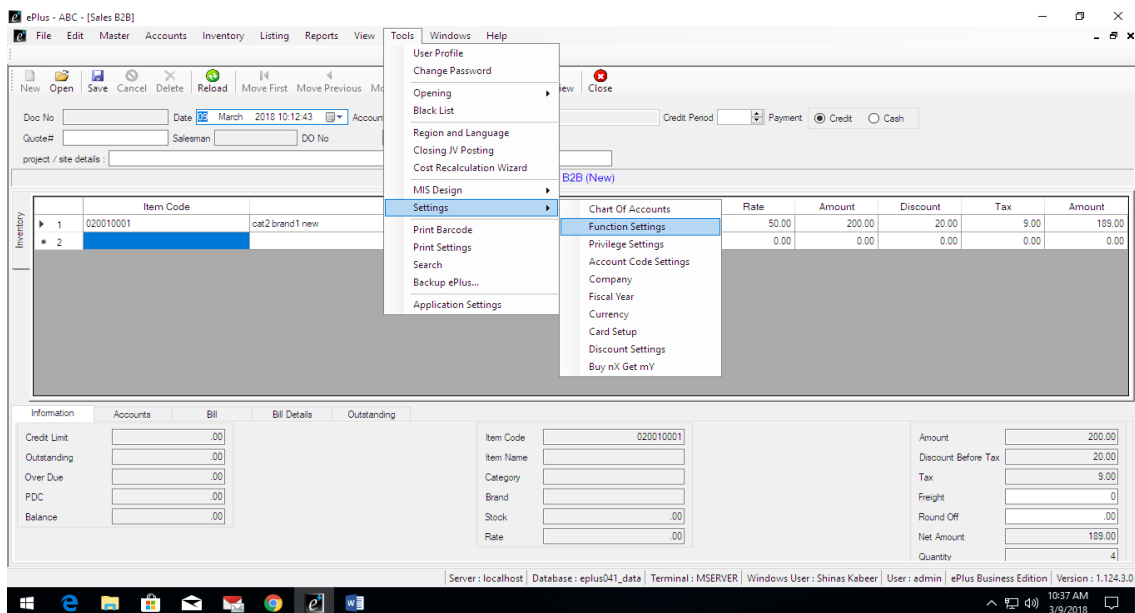 ePlus - ABC - [Sales B2B]
File Edit Master Accounts Inventory Listing Reports View Tools Windows Help
New Open Save Cancel Delete Reload Move First Move Previous Close
Doc No Date 09 March 2018 10:12:43 Credit Period Payment Credit Cash
Quote# Salesman DO No
project / site details :
B2B (New)
User Profile
Change Password
Opening
Black List
Region and Language
Closing JV Posting
Cost Recalculation Wizard
MIS Design
Settings
Print Barcode
Print Settings
Search
Backup ePlus...
Application Settings
Chart Of Accounts
Function Settings
Privilege Settings
Account Code Settings
Company
Fiscal Year
Currency
Card Setup
Discount Settings
Buy nX Get mY
Inventory
Item Code Rate Amount Discount Tax Amount
1 020010001 cat2 brand1 new 50.00 200.00 20.00 9.00 189.00
2 0.00 0.00 0.00 0.00 0.00
Information Accounts Bill Bill Details Outstanding
Credit Limit .00 Item Code 020010001 Amount 200.00
Outstanding .00 Item Name Discount Before Tax 20.00
Over Due .00 Category Tax 9.00
PDC .00 Brand Freight 0
Balance .00 Stock .00 Round Off .00
Rate .00 Net Amount 189.00
Quantity 4
Server : localhost Database : eplus041_data Terminal : MSERVER Windows User : Shinas Kabeer User : admin ePlus Business Edition Version : 1.124.3.0
10:37 AM
3/9/2018